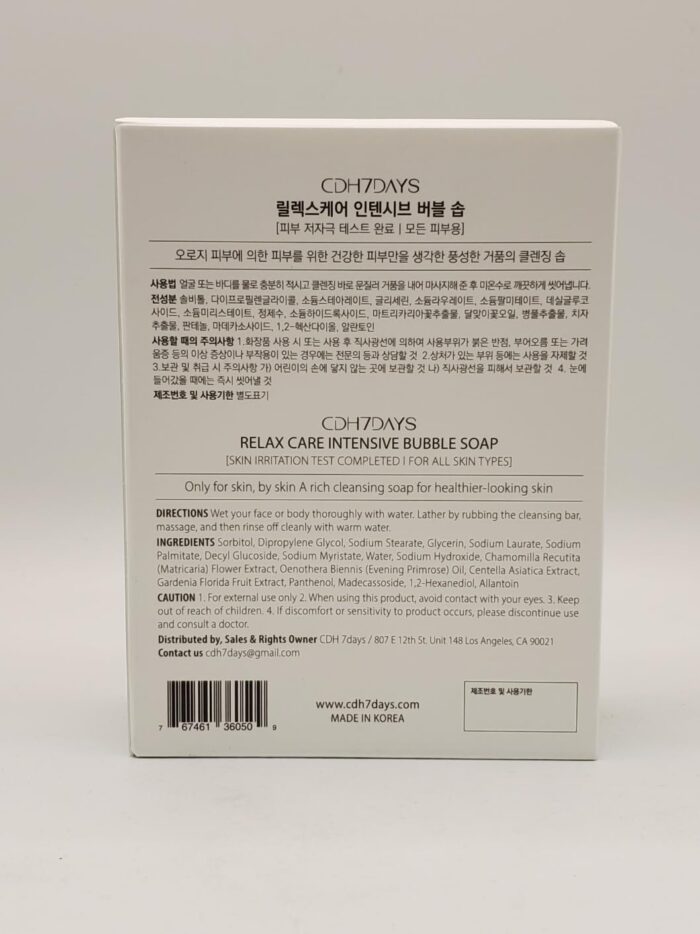 CDH7DAYS
릴렉스케어 인텐시브 버블 솝
[피부 저자극 테스트 완료 | 모든 피부용]
오로지 피부에 의한 피부를 위한 건강한 피부만을 생각한 풍성한 거품의 클렌징 솝
사용법 얼굴 또는 바디를 물로 충분히 적시고 클렌징 바로 문질러 거품을 내어 마사지해 준 후 미온수로 깨끗하게 씻어냅니다.
전성분 솔비톨, 다이프로필렌글라이콜, 소듐스테아레이트, 글리세린, 소듐라우레이트, 소듐팔미테이트, 데실글루코
사이드, 소듐미리스테이트, 정제수, 소듐하이드록사이드, 마트리카리아꽃추출물, 달맞이꽃오일, 병풀추출물, 치자
추출물, 판테놀, 마데카소사이드, 1,2-헥산다이올, 알란토인
사용할 때의 주의사항 1.화장품 사용 시 또는 사용 후 직사광선에 의하여 사용부위가 붉은 반점, 부어오름 또는 가려
움증 등의 이상 증상이나 부작용이 있는 경우에는 전문의 등과 상담할 것 2.상처가 있는 부위 등에는 사용을 자제할 것
3.보관 및 취급 시 주의사항 가) 어린이의 손에 닿지 않는 곳에 보관할 것 나) 직사광선을 피해서 보관할 것 4. 눈에
들어갔을 때에는 즉시 씻어낼 것
제조번호 및 사용기한 별도표기
CDH7DAYS
RELAX CARE INTENSIVE BUBBLE SOAP
[SKIN IRRITATION TEST COMPLETED I FOR ALL SKIN TYPES]
Only for skin, by skin A rich cleansing soap for healthier-looking skin
DIRECTIONS Wet your face or body thoroughly with water. Lather by rubbing the cleansing bar,
massage, and then rinse off cleanly with warm water.
INGREDIENTS Sorbitol, Dipropylene Glycol, Sodium Stearate, Glycerin, Sodium Laurate, Sodium
Palmitate, Decyl Glucoside, Sodium Myristate, Water, Sodium Hydroxide, Chamomilla Recutita
(Matricaria) Flower Extract, Oenothera Biennis (Evening Primrose) Oil, Centella Asiatica Extract,
Gardenia Florida Fruit Extract, Panthenol, Madecassoside, 1,2-Hexanediol, Allantoin
CAUTION 1. For external use only 2. When using this product, avoid contact with your eyes. 3. Keep
out of reach of children. 4. If discomfort or sensitivity to product occurs, please discontinue use
and consult a doctor.
Distributed by, Sales & Rights Owner CDH 7days / 807 E 12th St. Unit 148 Los Angeles, CA 90021
Contact us cdh7days@gmail.com
7 67461 36050 9
www.cdh7days.com
MADE IN KOREA
제조번호 및 사용기한